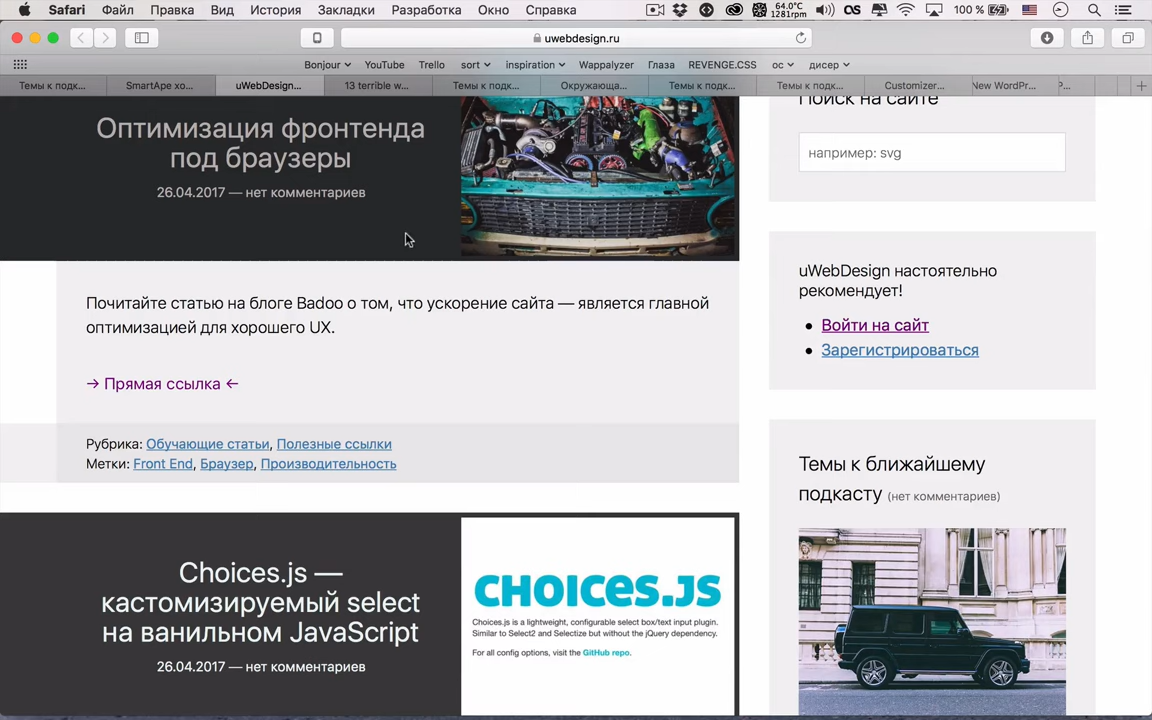 Safari Файл Правка Вид История Закладки Разработка Окно Справка
64.0°C
1281rpm
100 %
uwebdesign.ru
Bonjour YouTube Trello sort inspiration Wappalyzer Глаза REVENGE.CSS ос дисер
Темы к подк... SmartApe хо... uWebDesign... 13 terrible w... Темы к подк... Окружающа... Темы к подк... Темы к подк... Customizer... New WordPr...
Оптимизация фронтенда
под браузеры
26.04.2017 — нет комментариев
Почитайте статью на блоге Badoo о том, что ускорение сайта — является главной
оптимизацией для хорошего UX.
→ Прямая ссылка ←
Рубрика: Обучающие статьи, Полезные ссылки
Метки: Front End, Браузер, Производительность
Choices.js —
кастомизируемый select
на ванильном JavaScript
26.04.2017 — нет комментариев
CHOICES.JS
Choices.js is a lightweight, configurable select box/text input plugin.
Similar to Select2 and Selectize but without the jQuery dependency.
For all config options, visit the GitHub repo.
Поиск на сайте
например: svg
uWebDesign настоятельно
рекомендует!
Войти на сайт
Зарегистрироваться
Темы к ближайшему
подкасту (нет комментариев)